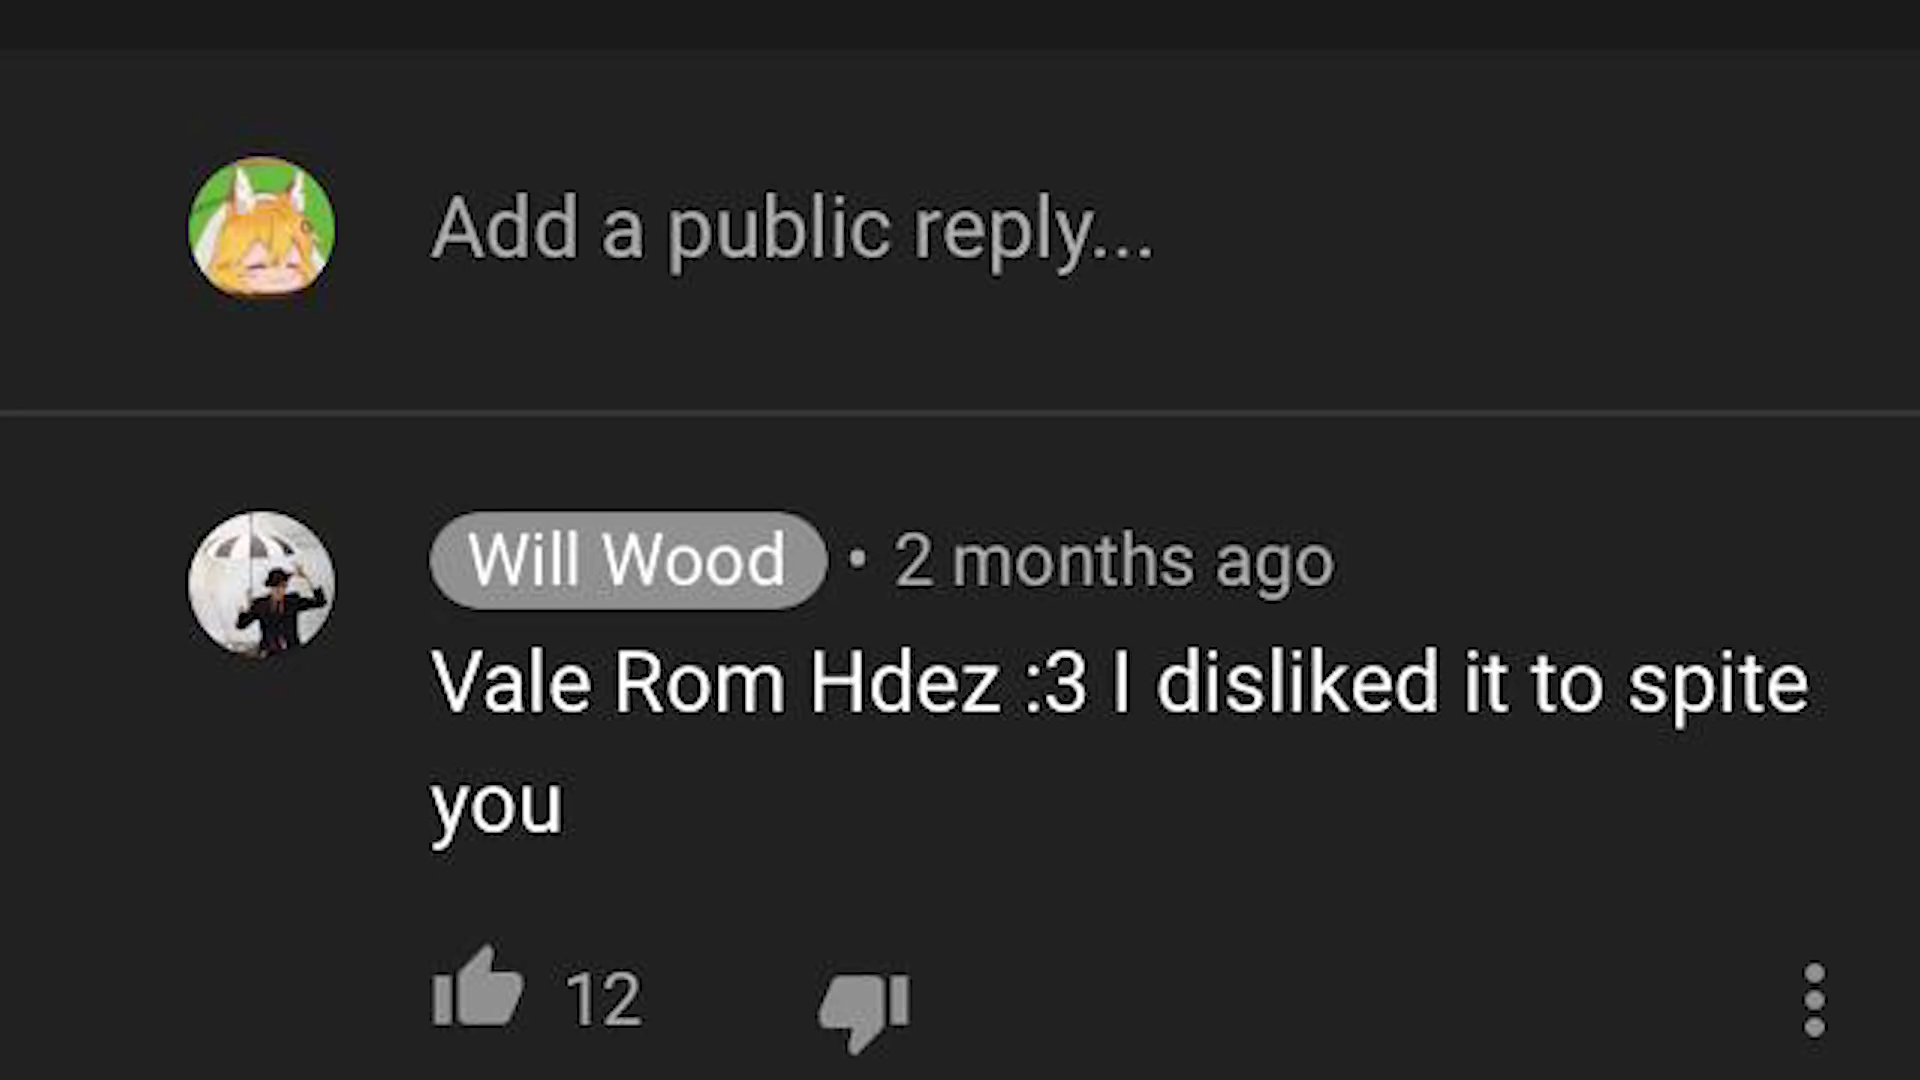 Add a public reply...
Will Wood • 2 months ago
Vale Rom Hdez :3 I disliked it to spite
you
12